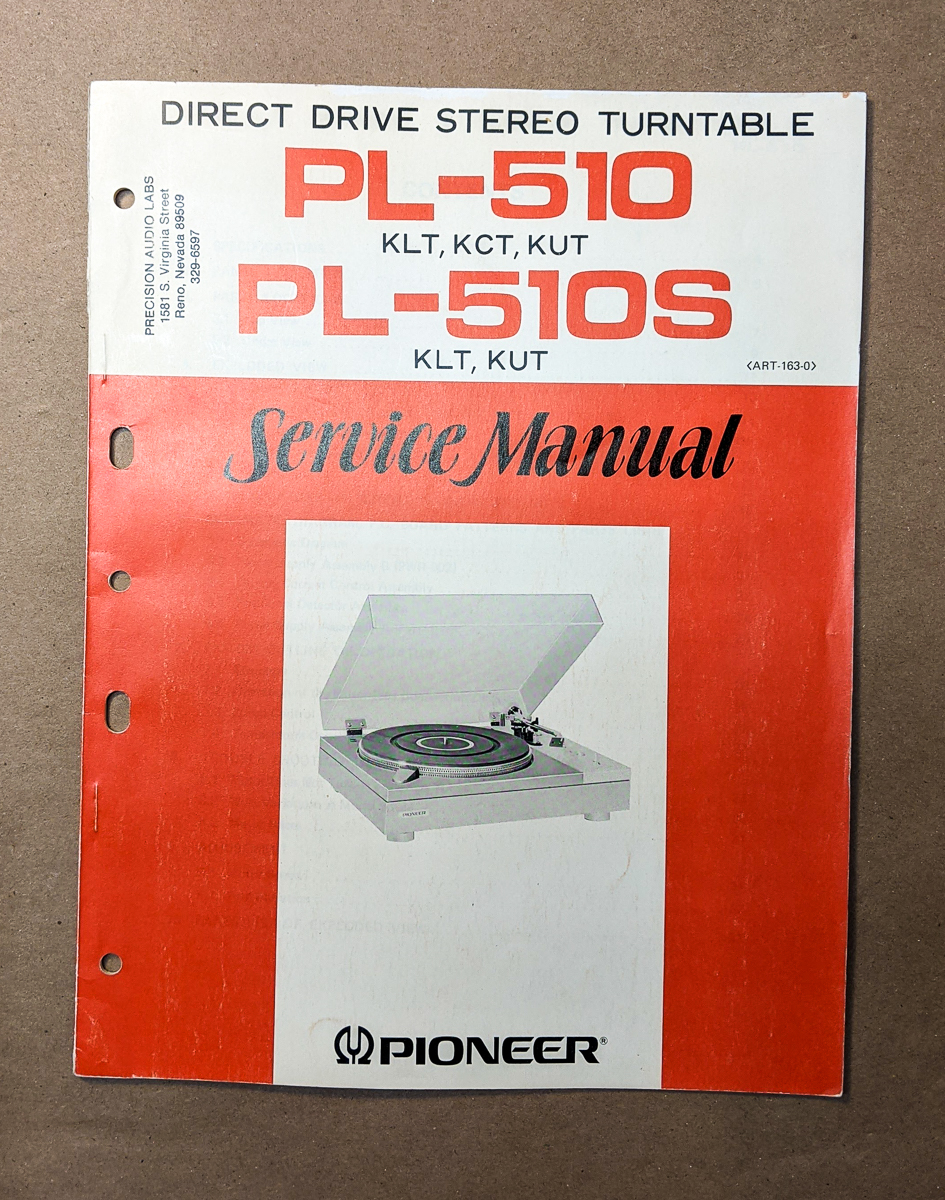 DIRECT DRIVE STEREO TURNTABLE
PL-510
KLT, KCT, KUT
PL-510S
KLT, KUT
〈ART-163-0〉
PRECISION AUDIO LABS
1581 S. Virginia Street
Reno, Nevada 89509
329-6597
Service Manual
PIONEER
PIONEER®